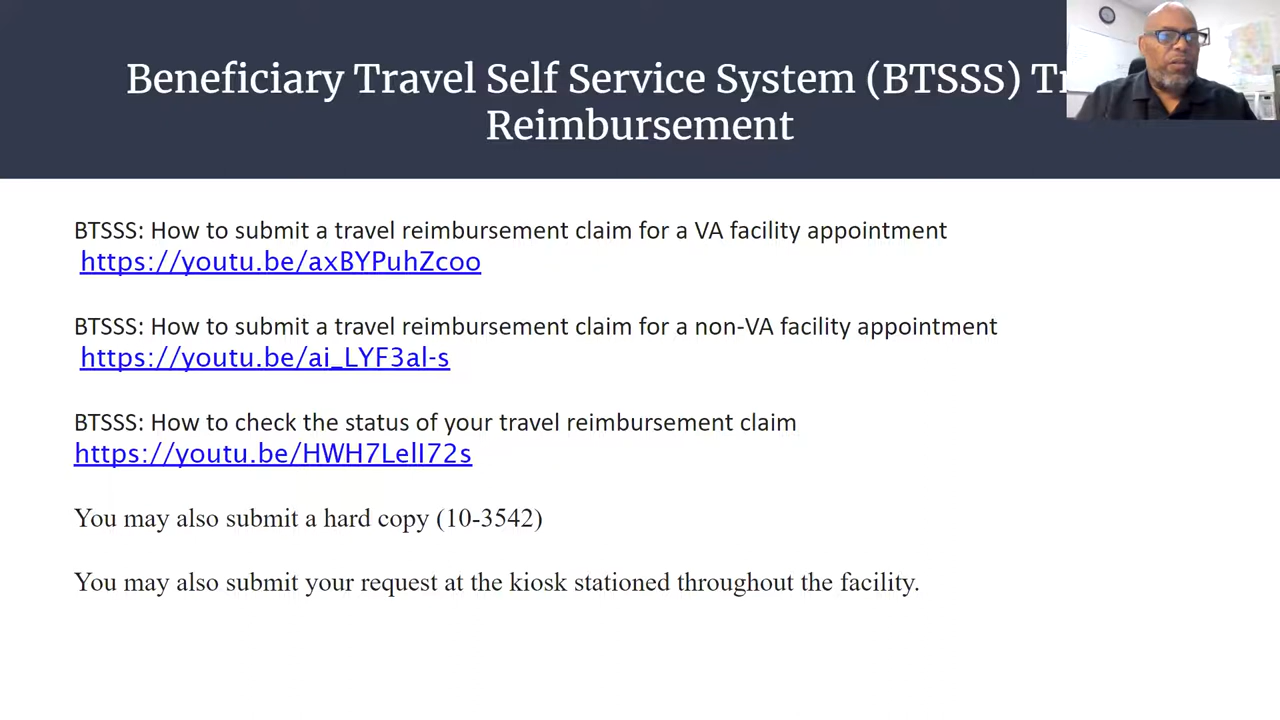 Beneficiary Travel Self Service System (BTSSS)
Reimbursement
BTSSS: How to submit a travel reimbursement claim for a VA facility appointment
https://youtu.be/axBYPuhZcoo
BTSSS: How to submit a travel reimbursement claim for a non-VA facility appointment
https://youtu.be/ai_LYF3al-s
BTSSS: How to check the status of your travel reimbursement claim
https://youtu.be/HWH7LelI72s
You may also submit a hard copy (10-3542)
You may also submit your request at the kiosk stationed throughout the facility.